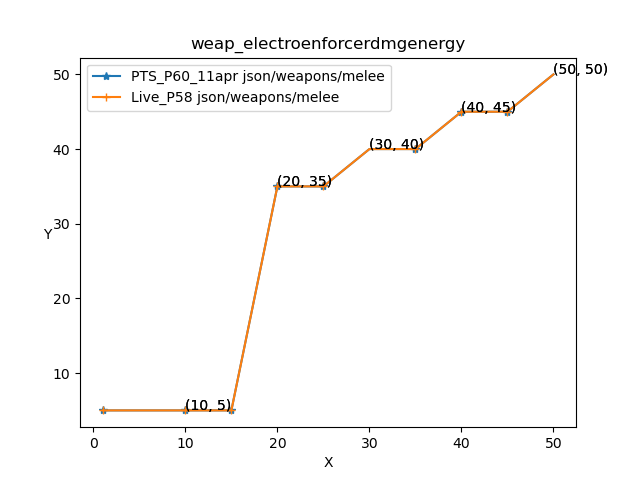 weap_electroenforcerdmgenergy
PTS_P60_11apr json/weapons/melee
Live_P58 json/weapons/melee
(50, 50)
(40, 45)
(30, 40)
(20, 35)
(10, 5)
50
40
30
20
10
Y
0 10 20 30 40 50
X